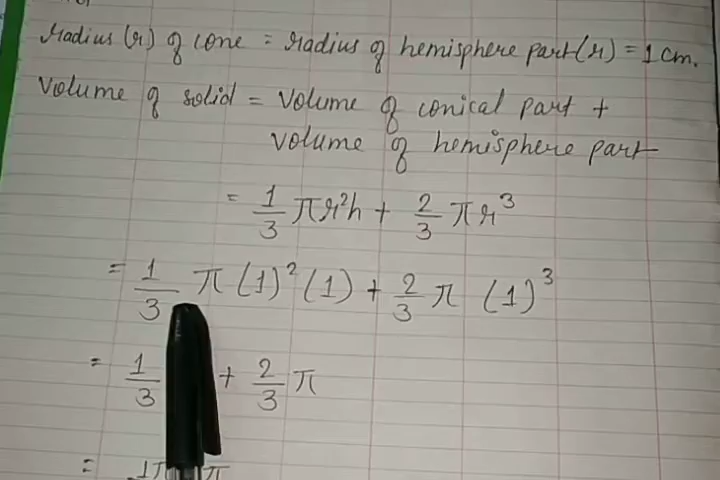 Radius (r) of cone = radius of hemisphere part (r) = 1 cm.
Volume of solid = Volume of conical part +
volume of hemisphere part
= 1/3 πr²h + 2/3 πr³
= 1/3 π (1)² (1) + 2/3 π (1)³
= 1/3 + 2/3 π
= 1π π